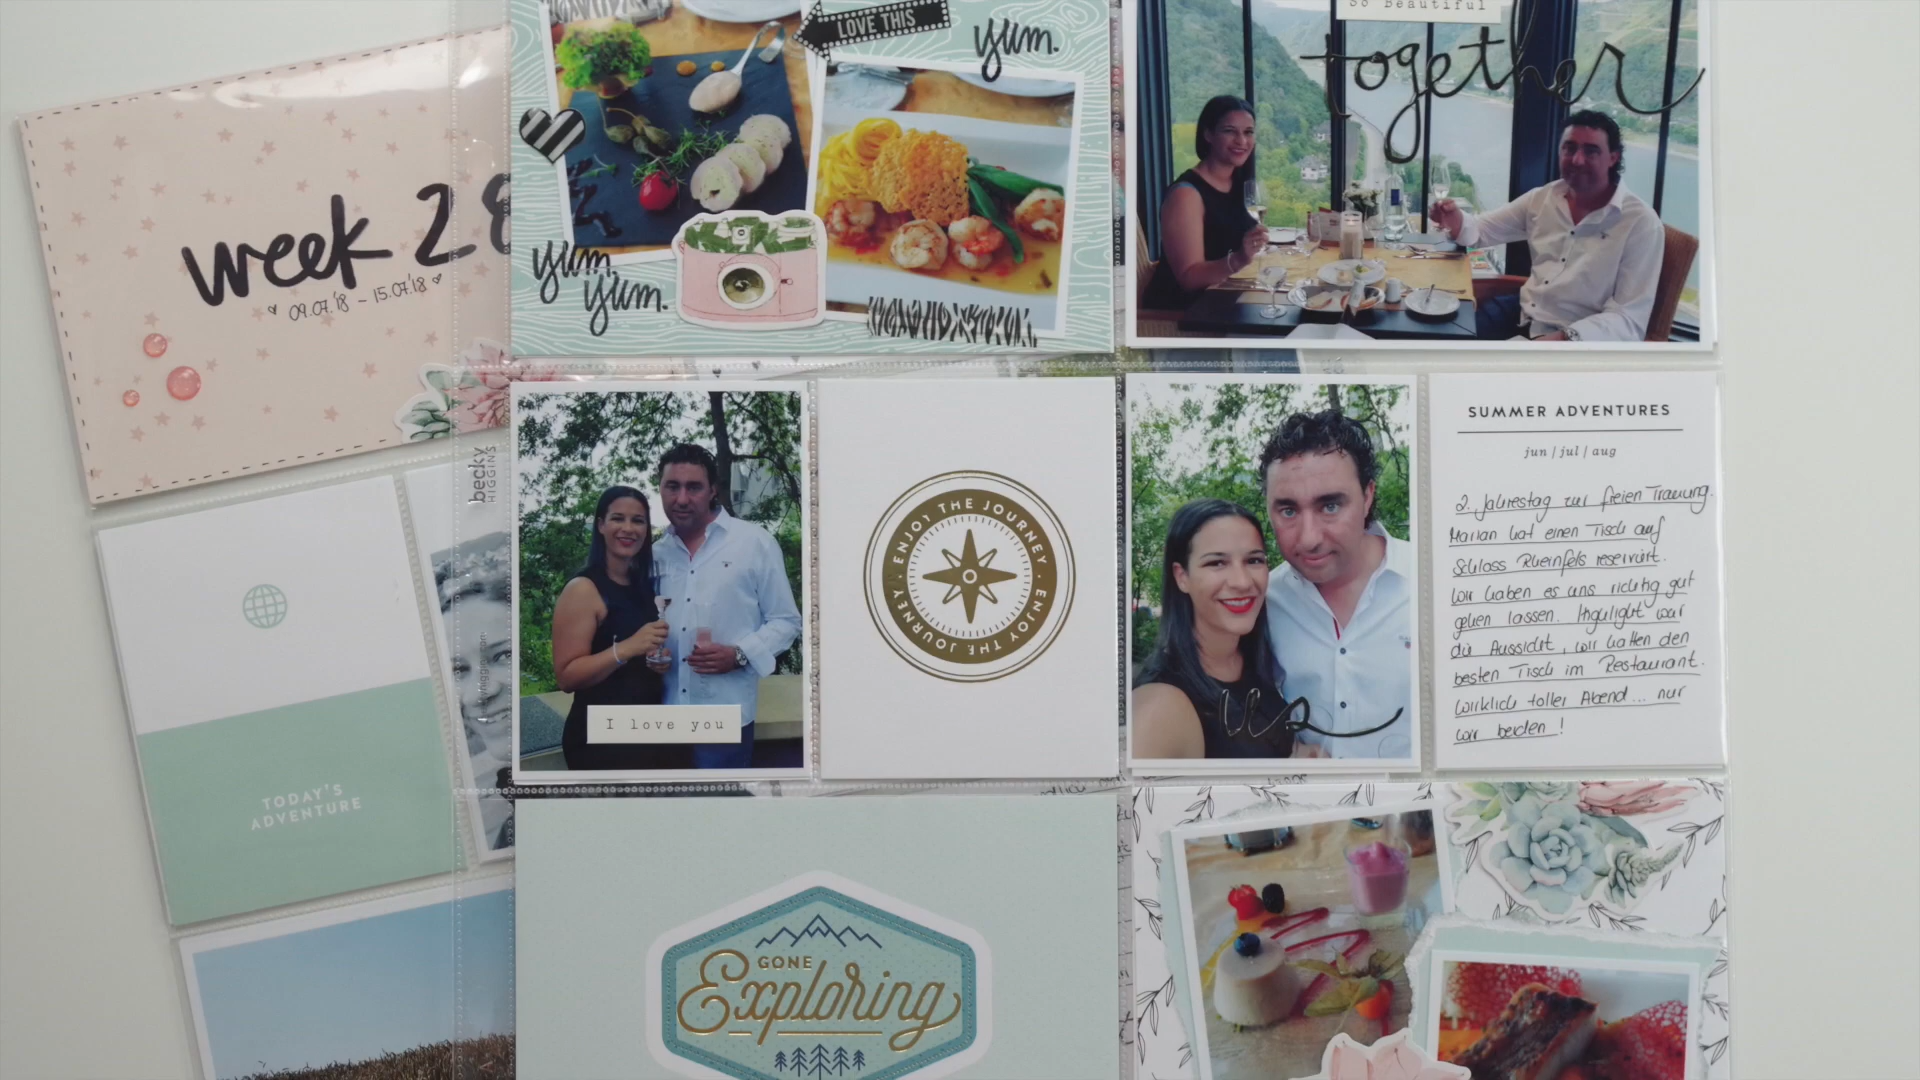 So Beautiful
together
LOVE THIS
yum.
week 28
09.07.'18 – 15.07.'18
yum,
yum.
becky
HIGGINS
TODAY'S
ADVENTURE
I love you
ENJOY THE JOURNEY · ENJOY THE JOURNEY ·
us
SUMMER ADVENTURES
jun | jul | aug
2. Jahrestag zur freien Trauung.
Marian hat einen Tisch auf
Schloss Rheinfels reserviert.
Wir haben es uns richtig gut
gehen lassen. Highlight war
die Aussicht, wir hatten den
besten Tisch im Restaurant.
Wirklich toller Abend... nur
wir beiden!
GONE
Exploring